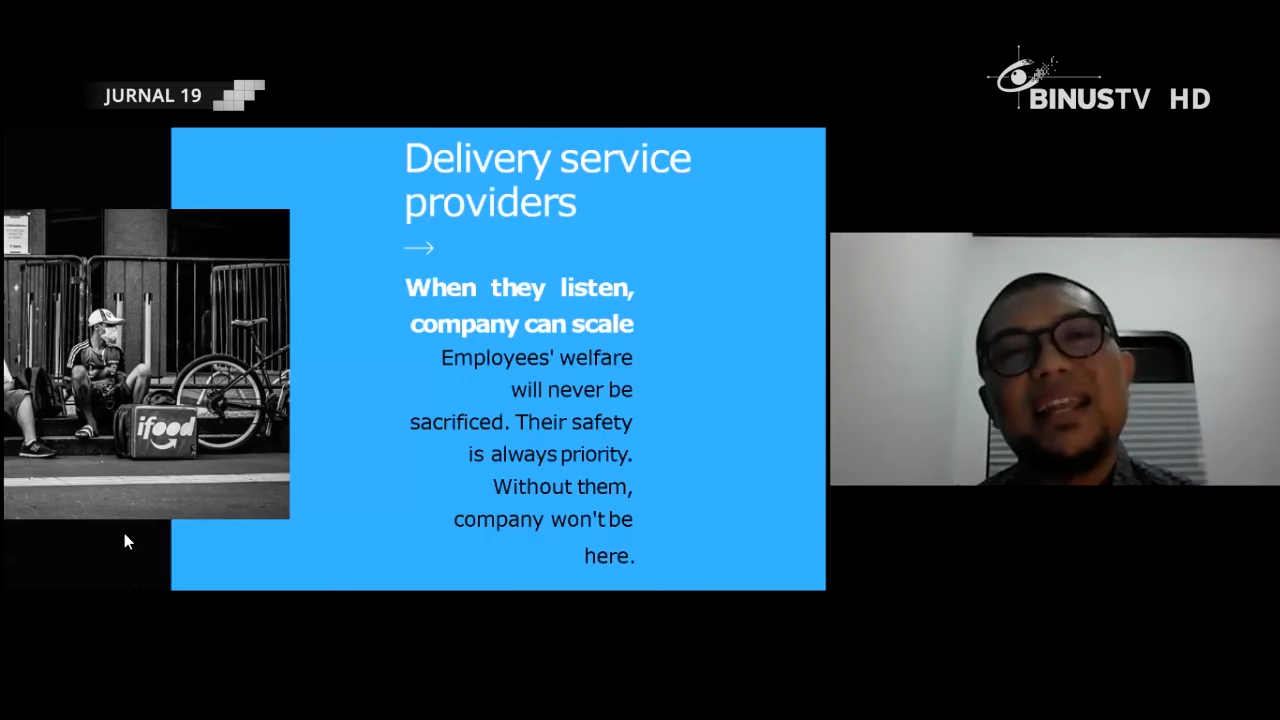 JURNAL 19
BINUSTV HD
Delivery service
providers
When they listen,
company can scale
Employees' welfare
will never be
sacrificed. Their safety
is always priority.
Without them,
company won't be
here.
ifood